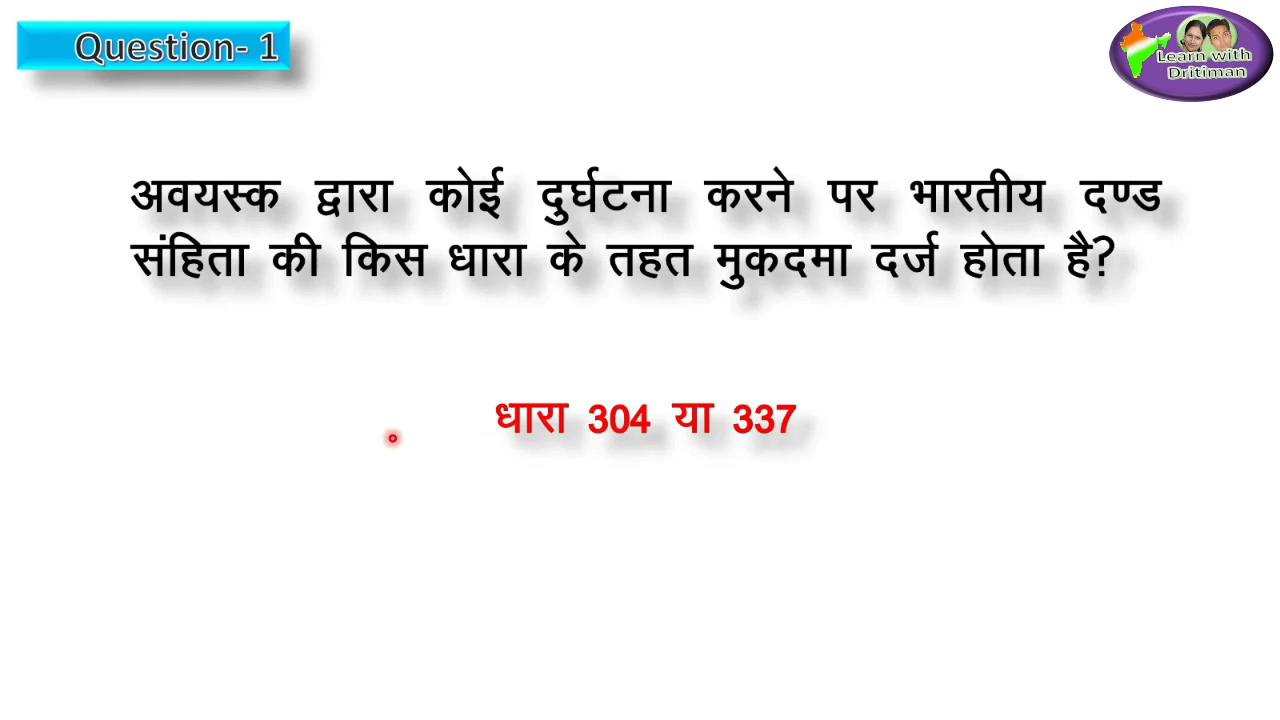 Question- 1
Learn with
Dritiman
अवयस्क द्वारा कोई दुर्घटना करने पर भारतीय दण्ड
संहिता की किस धारा के तहत मुकदमा दर्ज होता है?
धारा 304 या 337